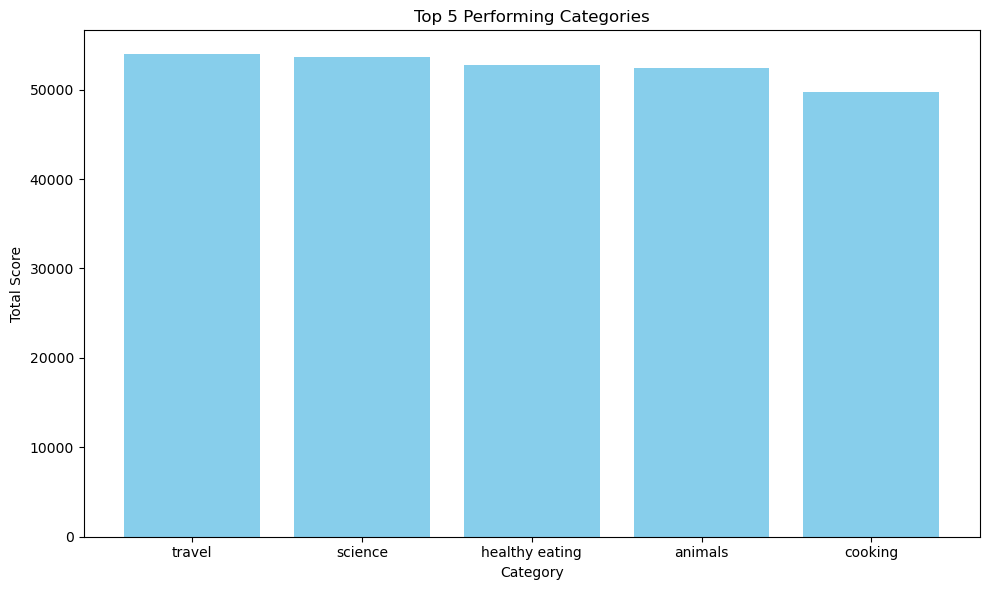 Top 5 Performing Categories
Total Score
50000
40000
30000
20000
10000
0
travel science healthy eating animals cooking
Category